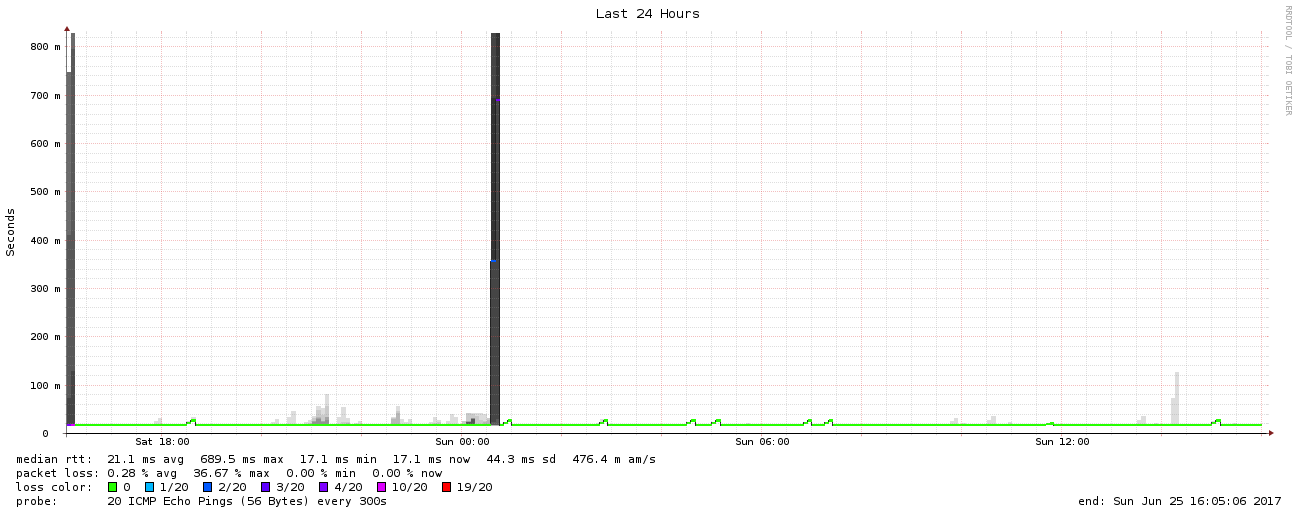 Last 24 Hours
RRDTOOL / TOBI OETIKER
Seconds
800 m
700 m
600 m
500 m
400 m
300 m
200 m
100 m
0
Sat 18:00 Sun 00:00 Sun 06:00 Sun 12:00
median rtt: 21.1 ms avg 689.5 ms max 17.1 ms min 17.1 ms now 44.3 ms sd 476.4 m am/s
packet loss: 0.28 % avg 36.67 % max 0.00 % min 0.00 % now
loss color: 0 1/20 2/20 3/20 4/20 10/20 19/20
probe: 20 ICMP Echo Pings (56 Bytes) every 300s end: Sun Jun 25 16:05:06 2017